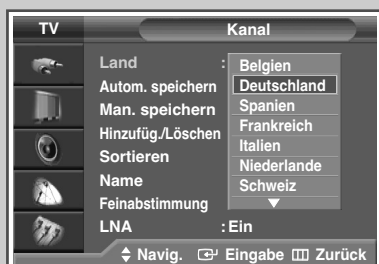 TV
Kanal
Land :
Belgien
Autom. speichern
Deutschland
Man. speichern
Spanien
Hinzufüg./Löschen
Frankreich
Sortieren
Italien
Name
Niederlande
Feinabstimmung
Schweiz
LNA : Ein
Navig. Eingabe Zurück